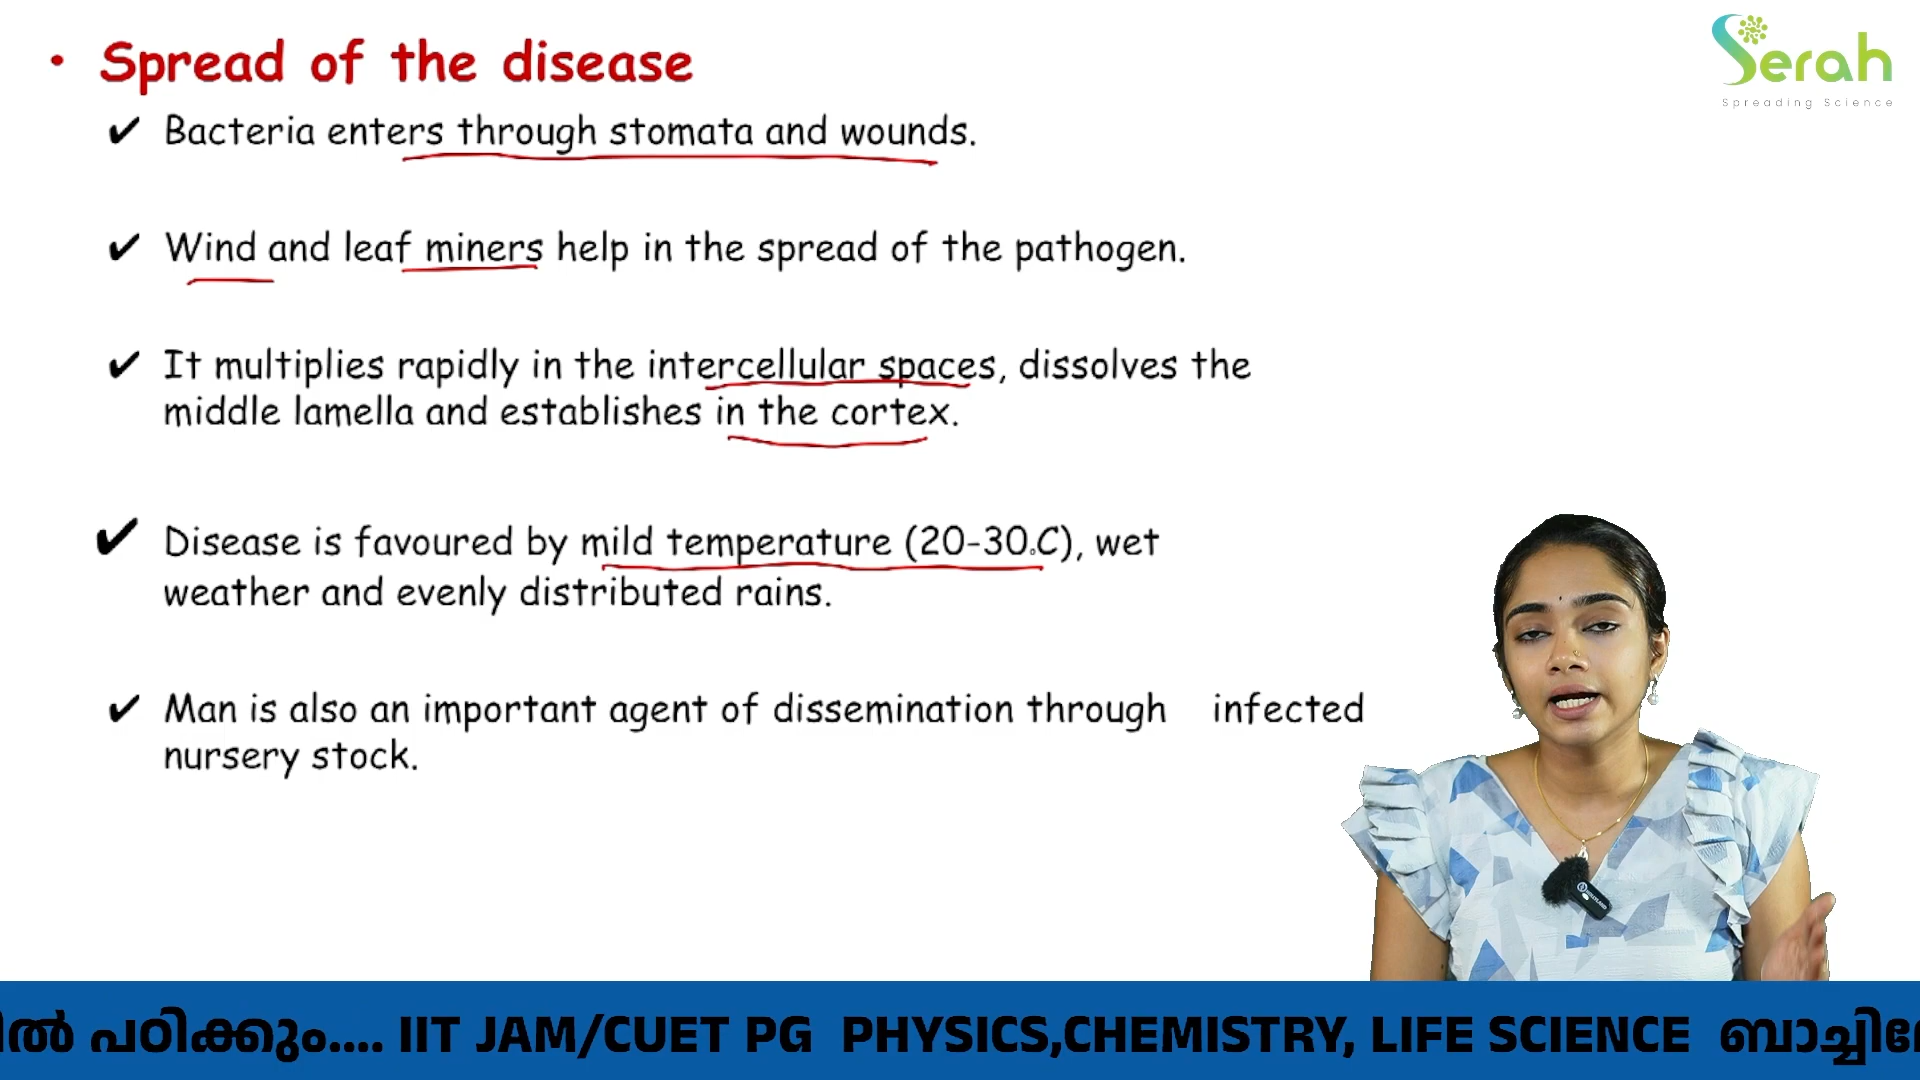 • Spread of the disease
✔ Bacteria enters through stomata and wounds.
✔ Wind and leaf miners help in the spread of the pathogen.
✔ It multiplies rapidly in the intercellular spaces, dissolves the
middle lamella and establishes in the cortex.
✔ Disease is favoured by mild temperature (20-30.C), wet
weather and evenly distributed rains.
✔ Man is also an important agent of dissemination through infected
nursery stock.
Serah
Spreading Science
പഠിക്കും.... IIT JAM/CUET PG PHYSICS,CHEMISTRY, LIFE SCIENCE